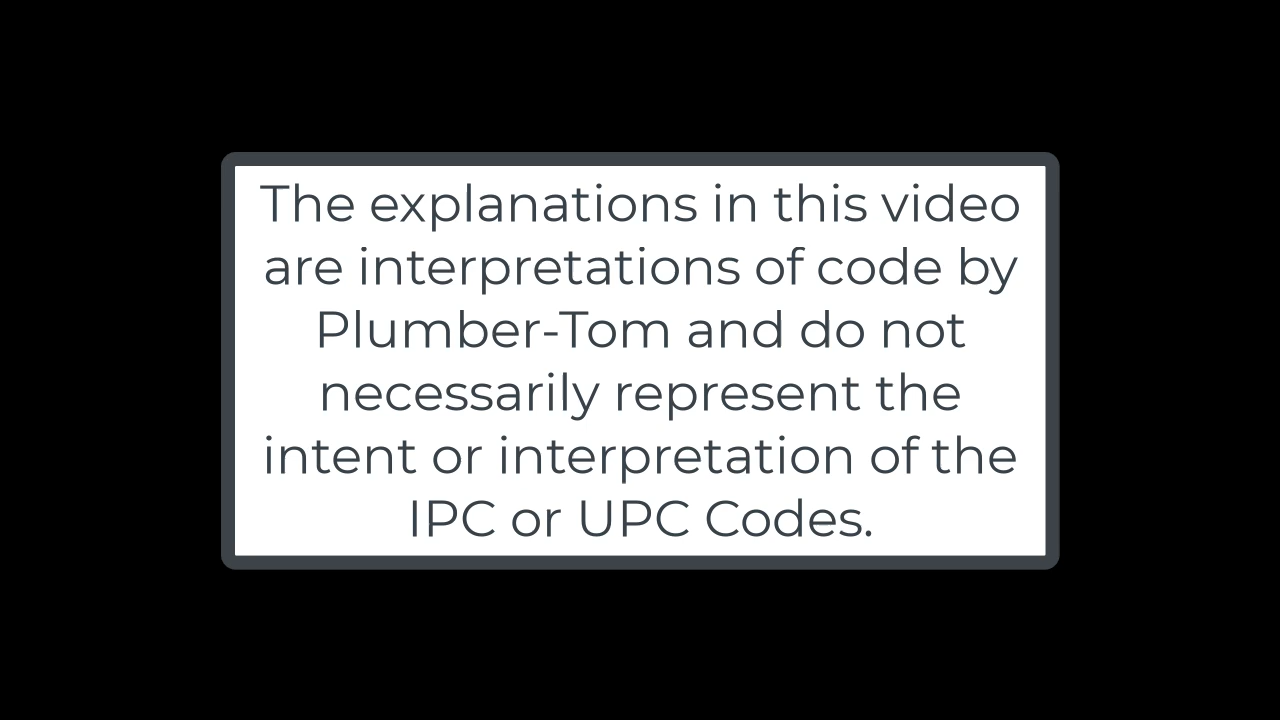 The explanations in this video
are interpretations of code by
Plumber-Tom and do not
necessarily represent the
intent or interpretation of the
IPC or UPC Codes.